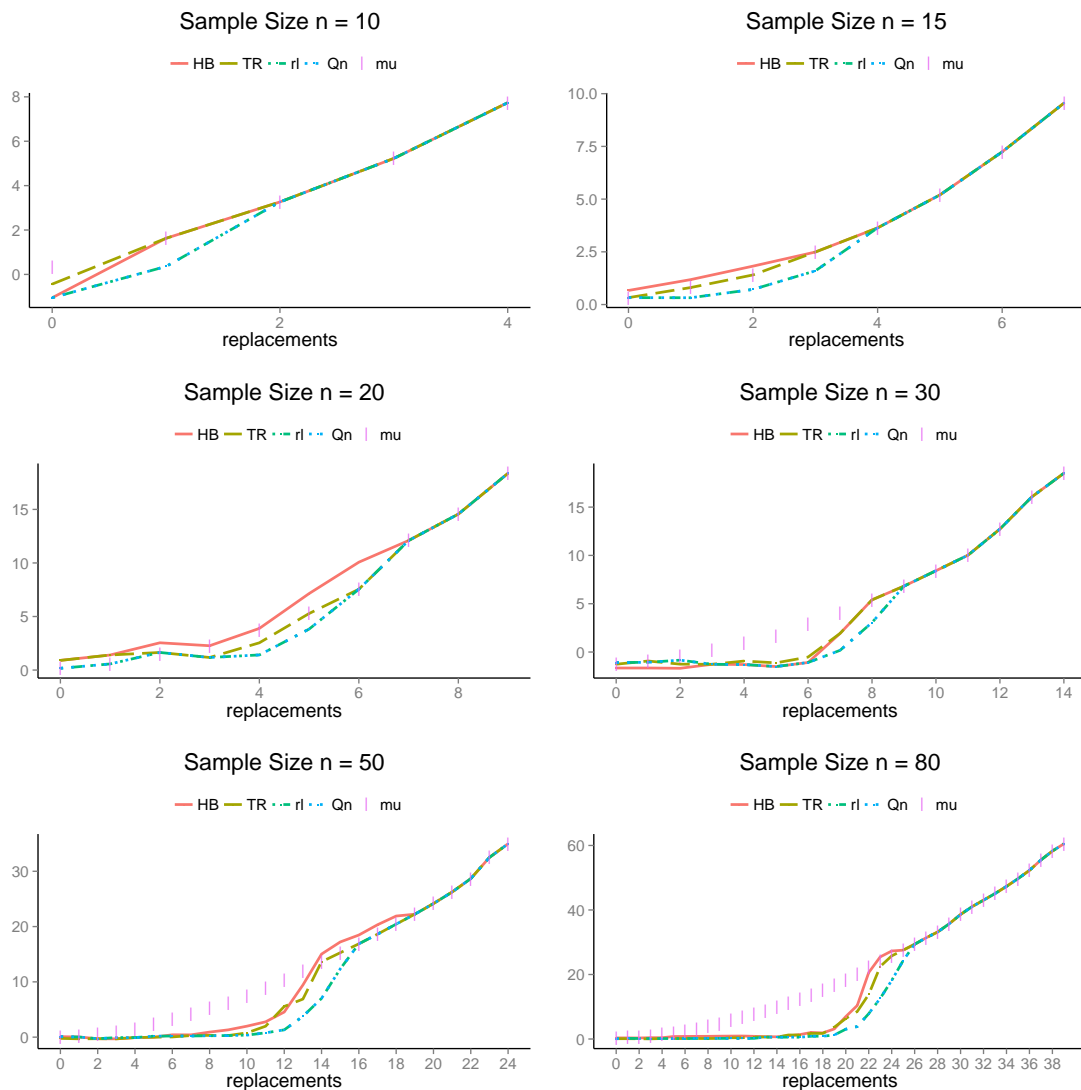 Sample Size n = 10
HB TR rl Qn mu
8
6
4
2
0
0 2 4
replacements
Sample Size n = 15
HB TR rl Qn mu
10.0
7.5
5.0
2.5
0.0
0 2 4 6
replacements
Sample Size n = 20
HB TR rl Qn mu
15
10
5
0
0 2 4 6 8
replacements
Sample Size n = 30
HB TR rl Qn mu
15
10
5
0
0 2 4 6 8 10 12 14
replacements
Sample Size n = 50
HB TR rl Qn mu
30
20
10
0
0 2 4 6 8 10 12 14 16 18 20 22 24
replacements
Sample Size n = 80
HB TR rl Qn mu
60
40
20
0
0 2 4 6 8 10 12 14 16 18 20 22 24 26 28 30 32 34 36 38
replacements